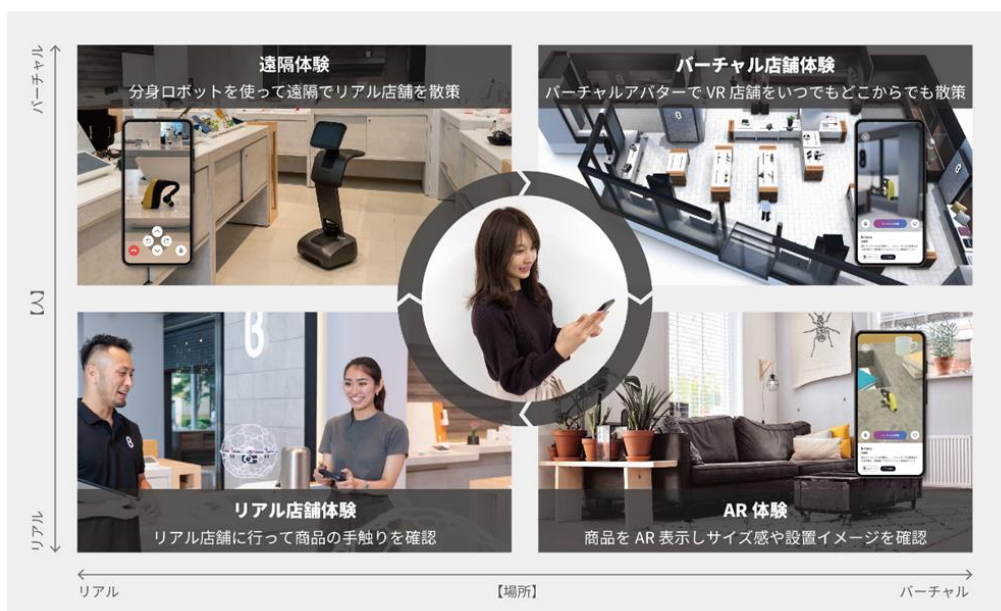 バーチャル
遠隔体験
分身ロボットを使って遠隔でリアル店舗を散策
バーチャル店舗体験
バーチャルアバターで VR 店舗をいつでもどこからでも散策
【人】
リアル店舗体験
リアル店舗に行って商品の手触りを確認
AR 体験
商品を AR 表示しサイズ感や設置イメージを確認
リアル
リアル
【場所】
バーチャル